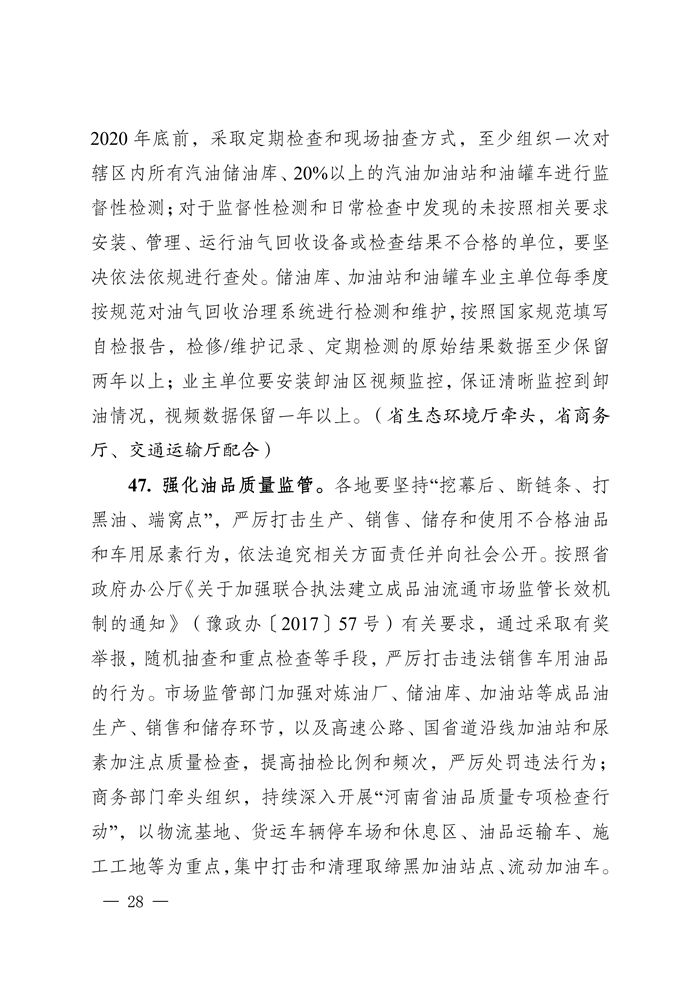 2020 年底前，采取定期检查和现场抽查方式，至少组织一次对
辖区内所有汽油储油库、20%以上的汽油加油站和油罐车进行监
督性检测；对于监督性检测和日常检查中发现的未按照相关要求
安装、管理、运行油气回收设备或检查结果不合格的单位，要坚
决依法依规进行查处。储油库、加油站和油罐车业主单位每季度
按规范对油气回收治理系统进行检测和维护，按照国家规范填写
自检报告，检修/维护记录、定期检测的原始结果数据至少保留
两年以上；业主单位要安装卸油区视频监控，保证清晰监控到卸
油情况，视频数据保留一年以上。（省生态环境厅牵头，省商务
厅、交通运输厅配合）
47. 强化油品质量监管。各地要坚持“挖幕后、断链条、打
黑油、端窝点”，严厉打击生产、销售、储存和使用不合格油品
和车用尿素行为，依法追究相关方面责任并向社会公开。按照省
政府办公厅《关于加强联合执法建立成品油流通市场监管长效机
制的通知》（豫政办〔2017〕57 号）有关要求，通过采取有奖
举报，随机抽查和重点检查等手段，严厉打击违法销售车用油品
的行为。市场监管部门加强对炼油厂、储油库、加油站等成品油
生产、销售和储存环节，以及高速公路、国省道沿线加油站和尿
素加注点质量检查，提高抽检比例和频次，严厉处罚违法行为；
商务部门牵头组织，持续深入开展“河南省油品质量专项检查行
动”，以物流基地、货运车辆停车场和休息区、油品运输车、施
工工地等为重点，集中打击和清理取缔黑加油站点、流动加油车。
— 28 —